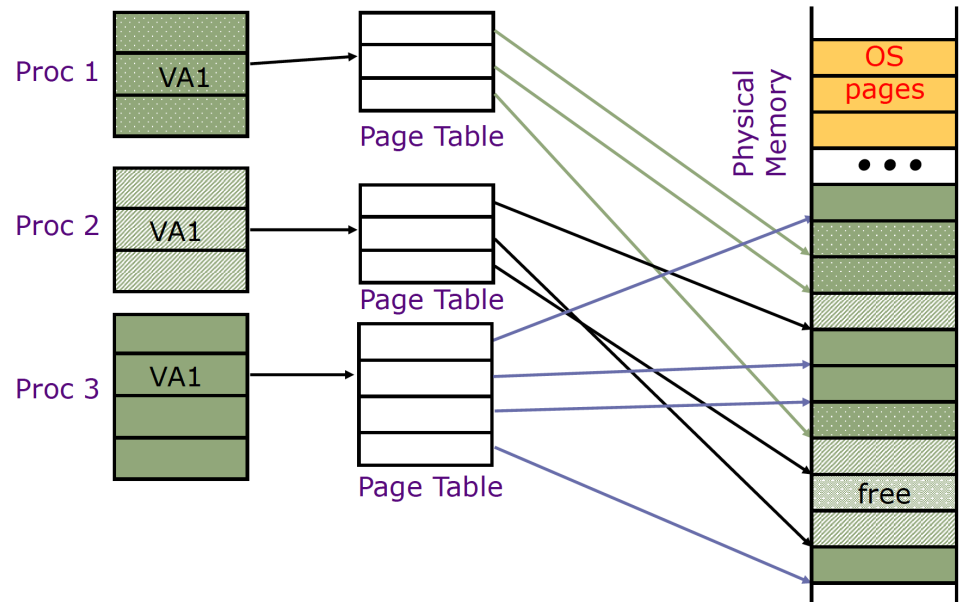 Proc 1
VA1
Page Table
Proc 2
VA1
Page Table
Proc 3
VA1
Page Table
Physical
Memory
OS
pages
• • •
free